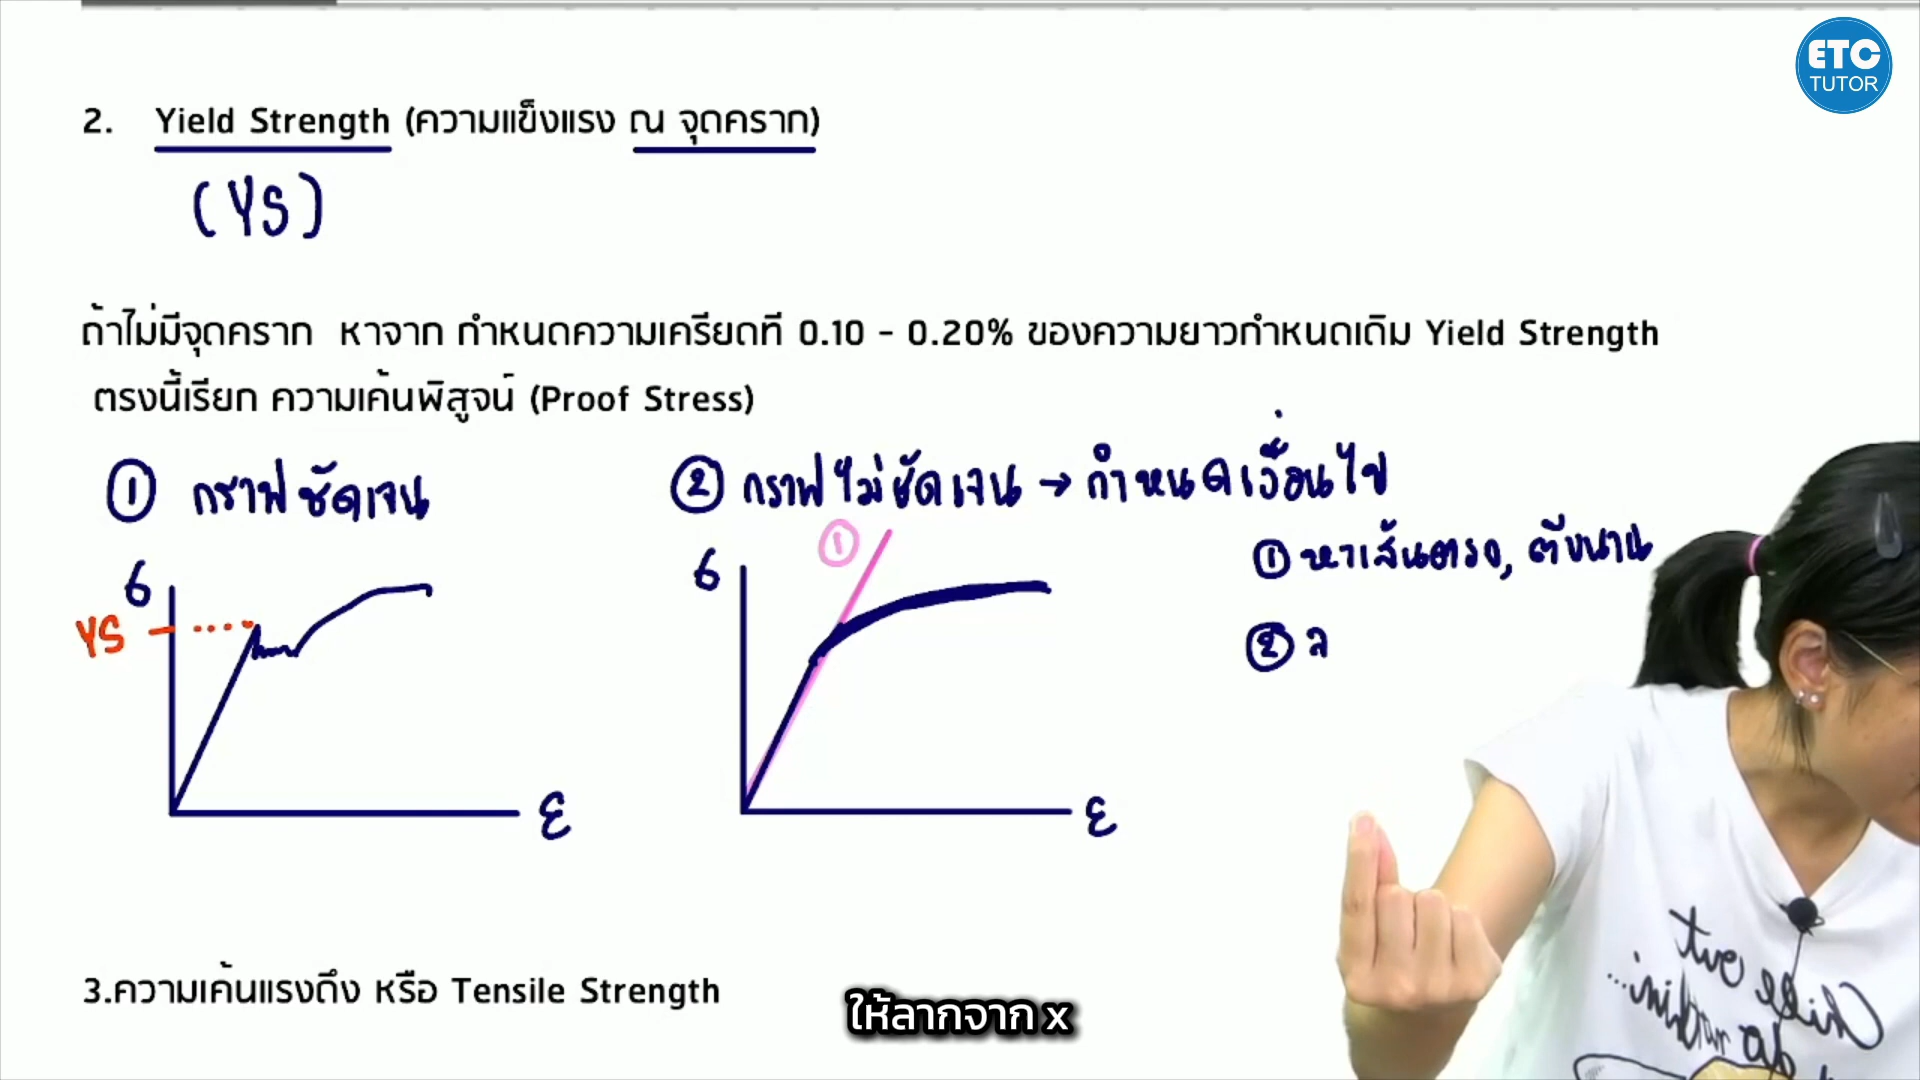 ETC
TUTOR
2. Yield Strength (ความแข็งแรง ณ จุดคราก)
(YS)
ถ้าไม่มีจุดคราก หาจาก กำหนดความเครียดที่ 0.10 - 0.20% ของความยาวกำหนดเดิม Yield Strength
ตรงนี้เรียก ความเค้นพิสูจน์ (Proof Stress)
① กราฟชัดเจน
② กราฟไม่ชัดเจน → กำหนดเงื่อนไข
① หาเส้นตรง,
② ล
①
σ
YS
ε
σ
ε
3.ความเค้นแรงดึง หรือ Tensile Strength
ให้ลากจาก x